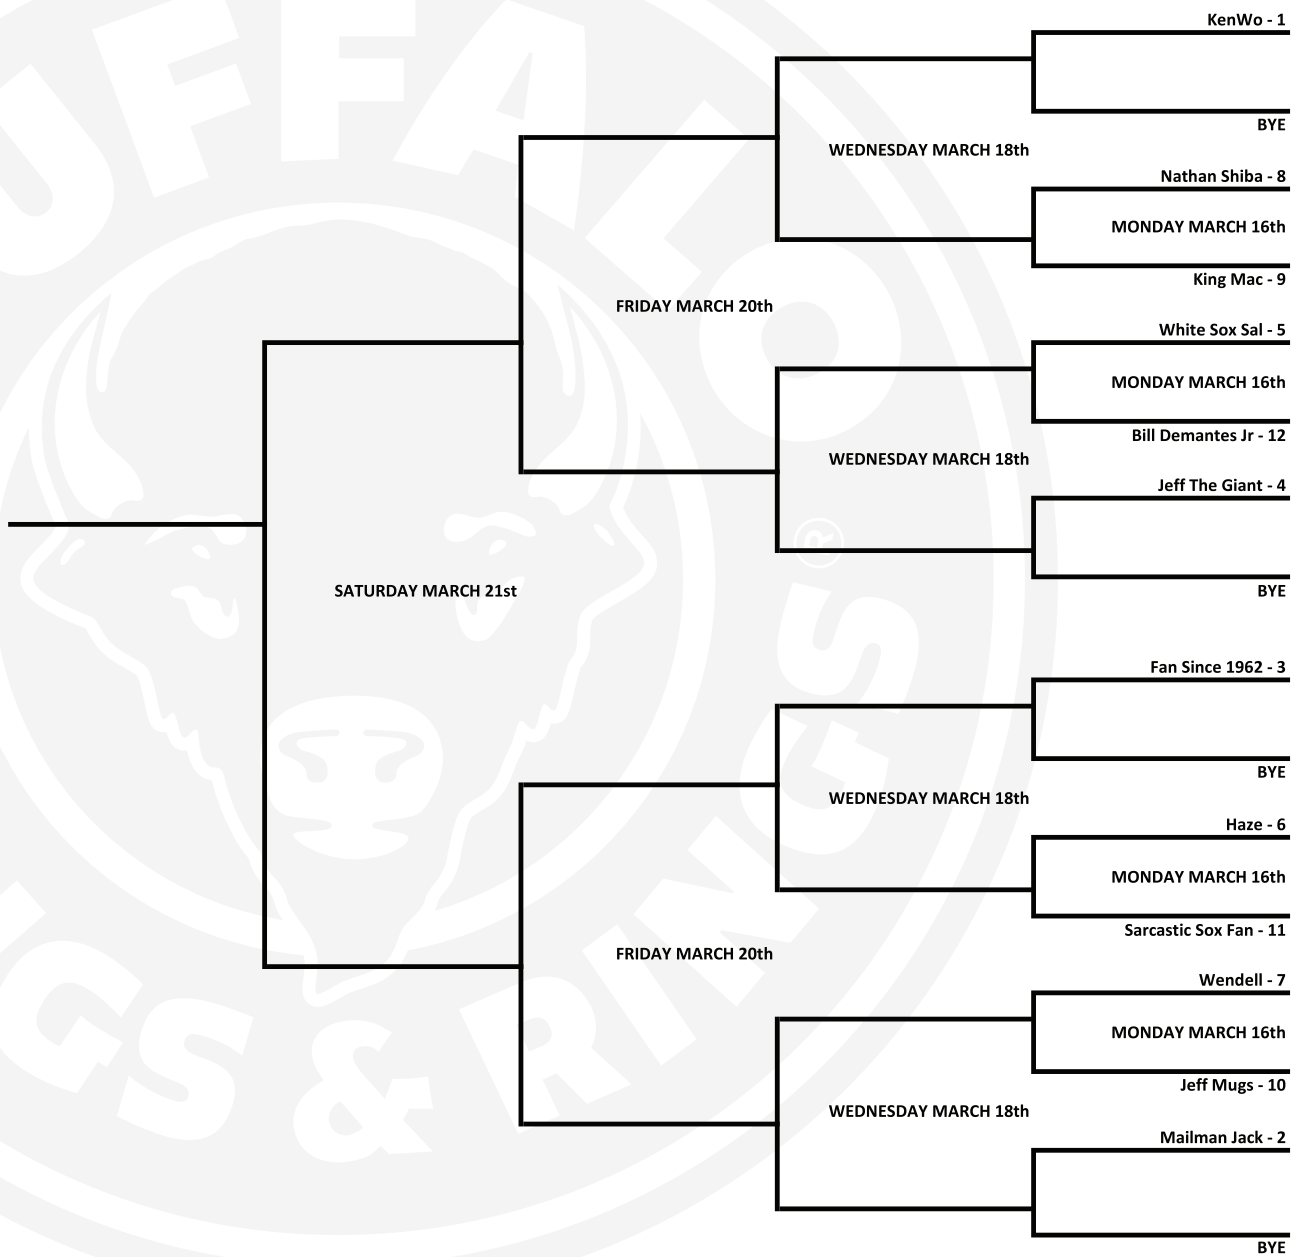 KenWo - 1
BYE
WEDNESDAY MARCH 18th
Nathan Shiba - 8
MONDAY MARCH 16th
King Mac - 9
FRIDAY MARCH 20th
White Sox Sal - 5
MONDAY MARCH 16th
Bill Demantes Jr - 12
WEDNESDAY MARCH 18th
Jeff The Giant - 4
BYE
SATURDAY MARCH 21st
Fan Since 1962 - 3
BYE
WEDNESDAY MARCH 18th
Haze - 6
MONDAY MARCH 16th
Sarcastic Sox Fan - 11
FRIDAY MARCH 20th
Wendell - 7
MONDAY MARCH 16th
Jeff Mugs - 10
WEDNESDAY MARCH 18th
Mailman Jack - 2
BYE
UFFALO
NGS & RINGS ®